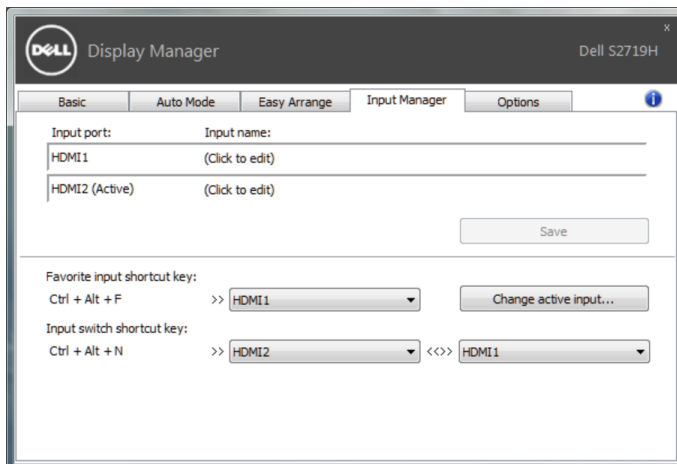 DELL Display Manager
x
Dell S2719H
Basic Auto Mode Easy Arrange Input Manager Options i
Input port: Input name:
HDMI1 (Click to edit)
HDMI2 (Active) (Click to edit)
Save
Favorite input shortcut key:
Ctrl + Alt + F >> HDMI1 Change active input...
Input switch shortcut key:
Ctrl + Alt + N >> HDMI2 <<>> HDMI1